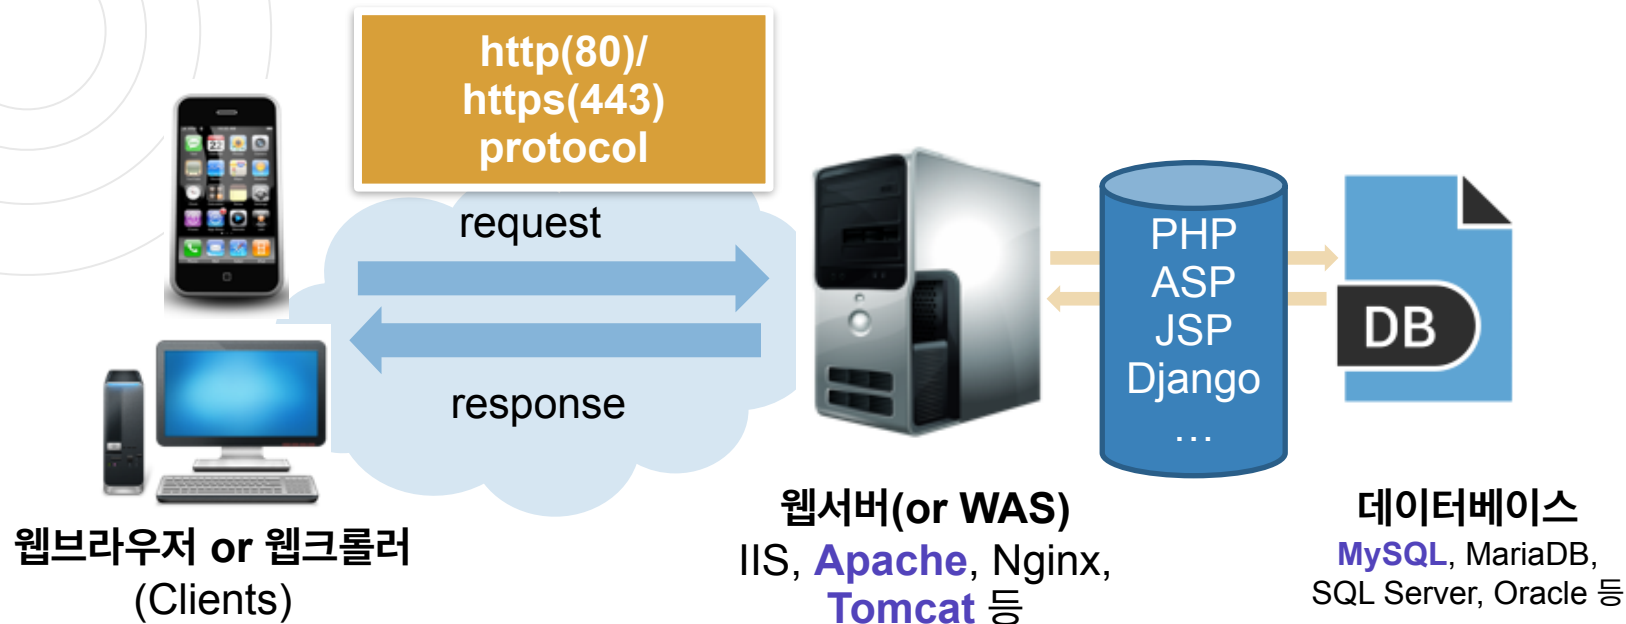 http(80)/
https(443)
protocol
request
response
PHP
ASP
JSP
Django
…
DB
웹브라우저 or 웹크롤러
(Clients)
웹서버(or WAS)
IIS, Apache, Nginx,
Tomcat 등
데이터베이스
MySQL, MariaDB,
SQL Server, Oracle 등